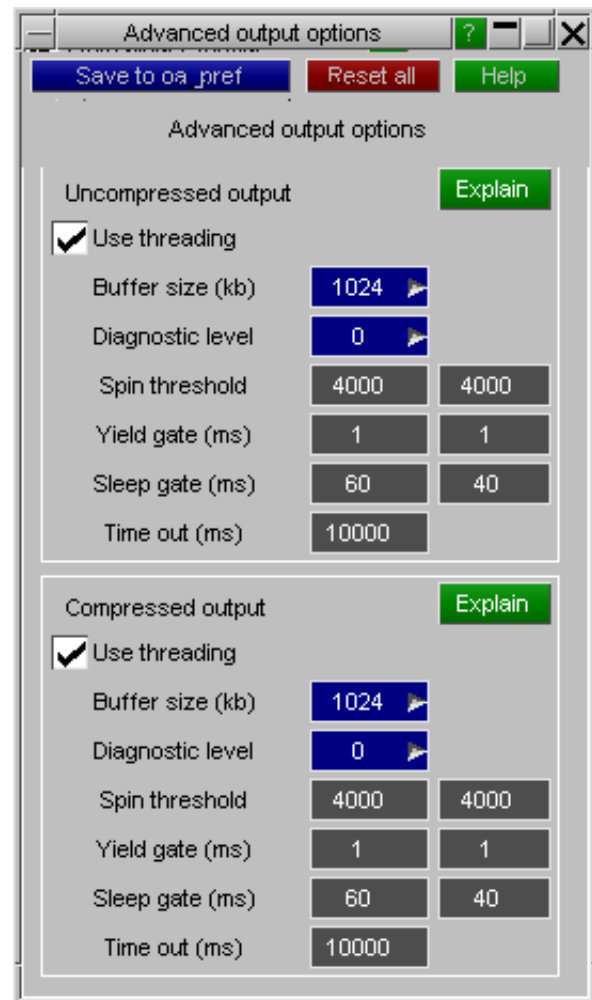 Advanced output options ?
Save to oa_pref Reset all Help
Advanced output options
Uncompressed output Explain
Use threading
Buffer size (kb) 1024
Diagnostic level 0
Spin threshold 4000 4000
Yield gate (ms) 1 1
Sleep gate (ms) 60 40
Time out (ms) 10000
Compressed output Explain
Use threading
Buffer size (kb) 1024
Diagnostic level 0
Spin threshold 4000 4000
Yield gate (ms) 1 1
Sleep gate (ms) 60 40
Time out (ms) 10000